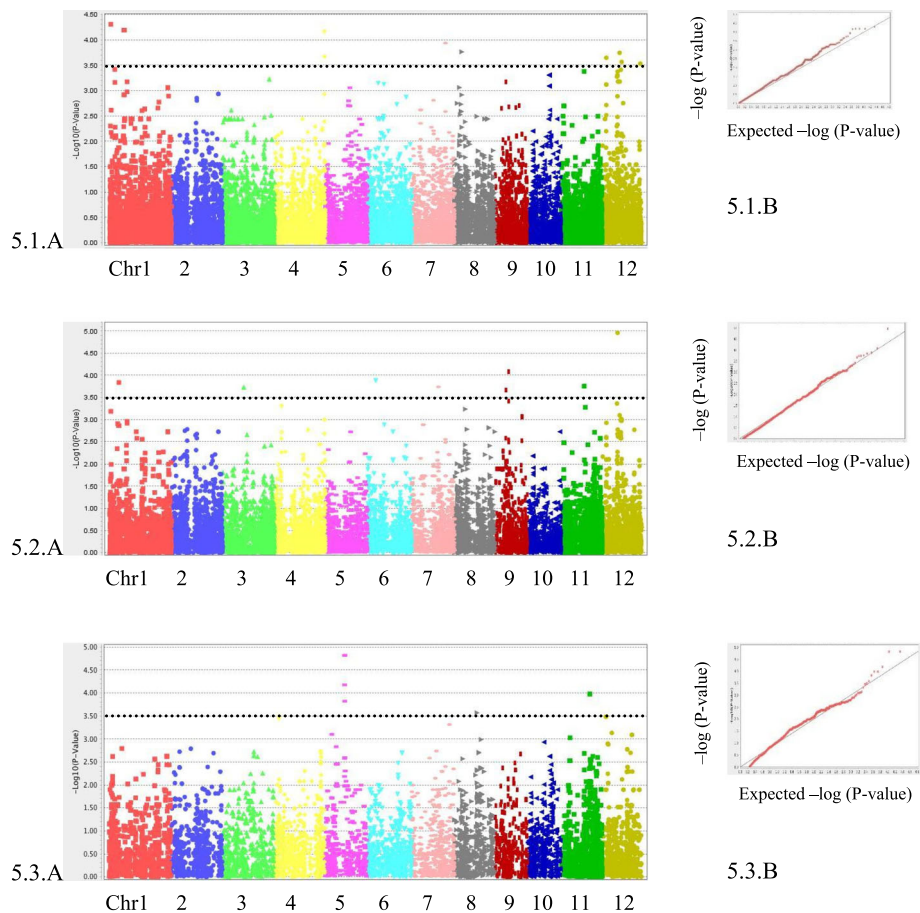 4.50
4.00
3.50
3.00
2.50
2.00
1.50
1.00
0.50
0.00
-Log10(P-Value)
5.1.A
Chr1 2 3 4 5 6 7 8 9 10 11 12
–log (P-value)
Expected –log (P-value)
5.1.B
5.00
4.50
4.00
3.50
3.00
2.50
2.00
1.50
1.00
0.50
0.00
-Log10(P-Value)
5.2.A
Chr1 2 3 4 5 6 7 8 9 10 11 12
–log (P-value)
Expected –log (P-value)
5.2.B
5.00
4.50
4.00
3.50
3.00
2.50
2.00
1.50
1.00
0.50
0.00
-Log10(P-Value)
5.3.A
Chr1 2 3 4 5 6 7 8 9 10 11 12
–log (P-value)
Expected –log (P-value)
5.3.B